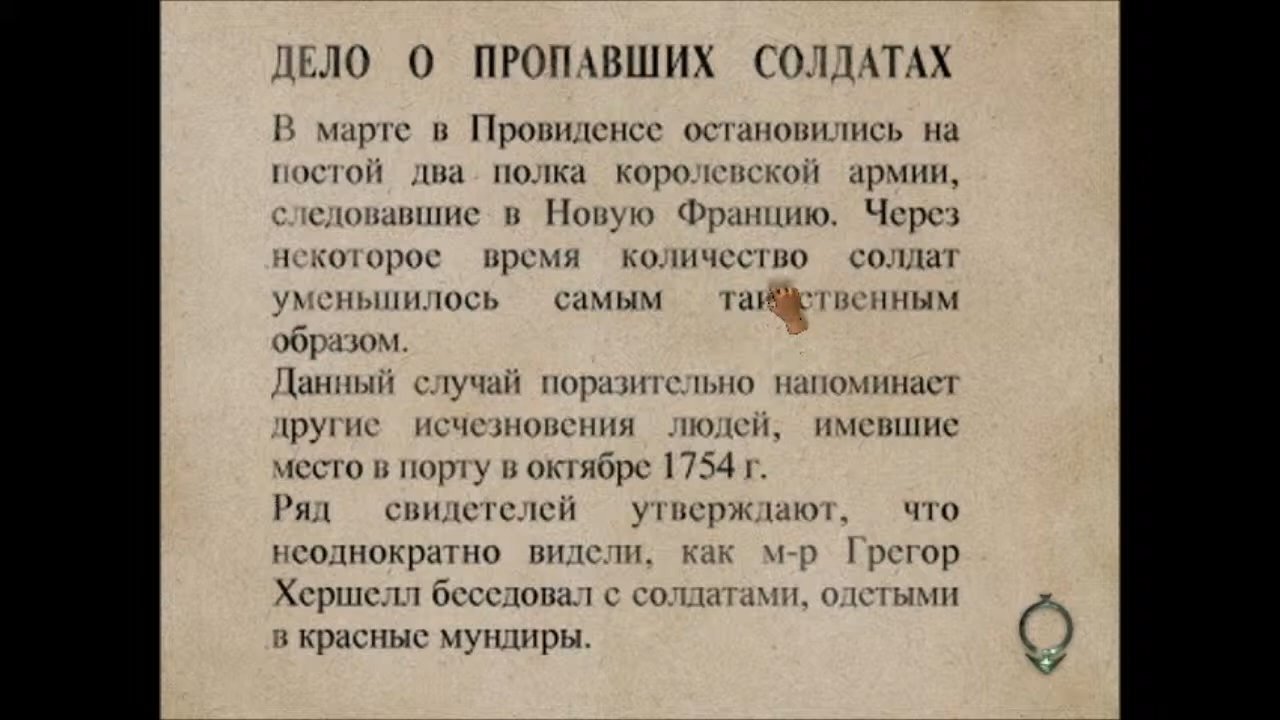 ДЕЛО О ПРОПАВШИХ СОЛДАТАХ
В марте в Провиденсе остановились на
постой два полка королевской армии,
следовавшие в Новую Францию. Через
некоторое время количество солдат
уменьшилось самым таинственным
образом.
Данный случай поразительно напоминает
другие исчезновения людей, имевшие
место в порту в октябре 1754 г.
Ряд свидетелей утверждают, что
неоднократно видели, как м-р Грегор
Хершелл беседовал с солдатами, одетыми
в красные мундиры.